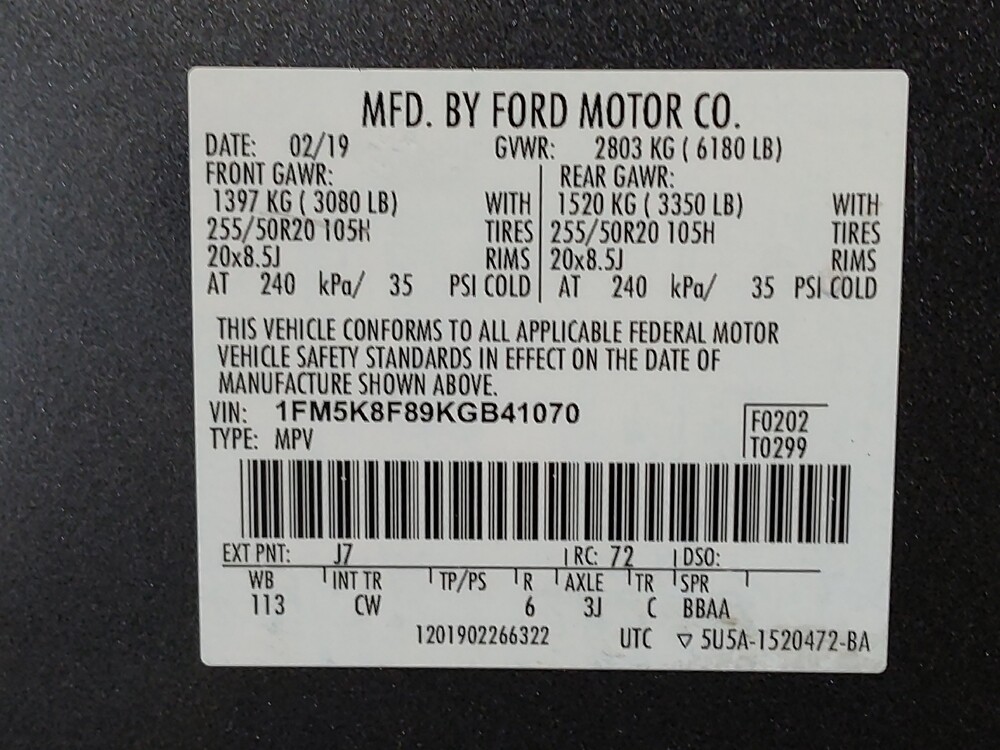 MFD. BY FORD MOTOR CO.
DATE: 02/19 GVWR: 2803 KG ( 6180 LB)
FRONT GAWR: REAR GAWR:
1397 KG ( 3080 LB) WITH 1520 KG ( 3350 LB) WITH
255/50R20 105H TIRES 255/50R20 105H TIRES
20x8.5J RIMS 20x8.5J RIMS
AT 240 kPa/ 35 PSI COLD AT 240 kPa/ 35 PSI COLD
THIS VEHICLE CONFORMS TO ALL APPLICABLE FEDERAL MOTOR
VEHICLE SAFETY STANDARDS IN EFFECT ON THE DATE OF
MANUFACTURE SHOWN ABOVE.
VIN: 1FM5K8F89KGB41070 F0202
TYPE: MPV T0299
EXT PNT: J7 RC: 72 DSO:
WB INT TR TP/PS R AXLE TR SPR
113 CW 6 3J C BBAA
1201902266322 UTC ▽ 5U5A-1520472-BA